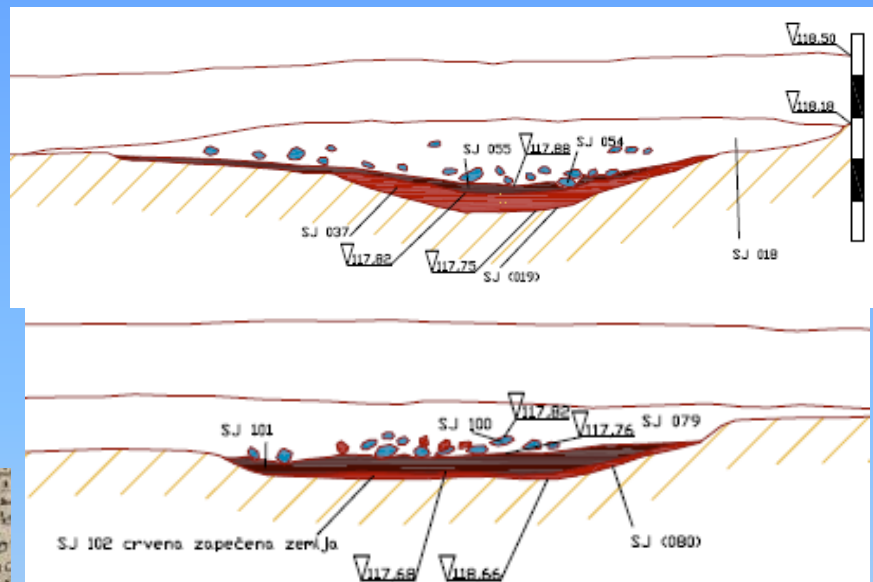 118.50
118.18
SJ 055
117.88
SJ 054
SJ 037
117.82
117.75
SJ (019)
SJ 018
117.82
SJ 100
SJ 079
SJ 101
117.76
SJ 102 crvena zapečena zemlja
SJ (080)
117.68
118.66